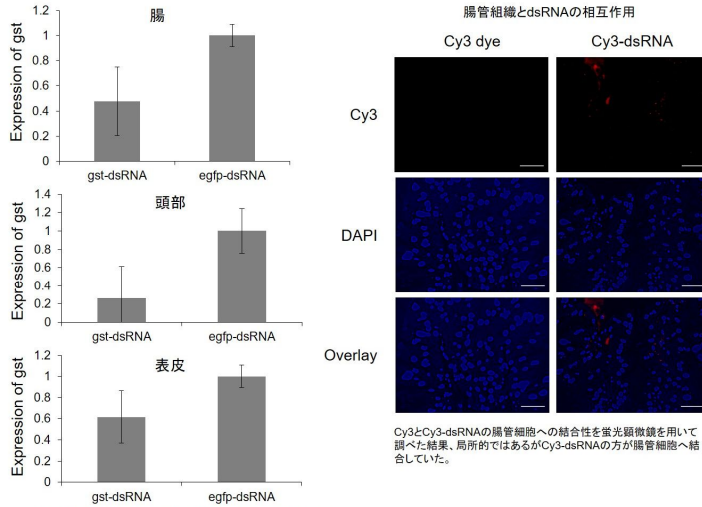 腸
Expression of gst
1.2
1
0.8
0.6
0.4
0.2
0
gst-dsRNA egfp-dsRNA
頭部
Expression of gst
1.4
1.2
1
0.8
0.6
0.4
0.2
0
gst-dsRNA egfp-dsRNA
表皮
Expression of gst
1.2
1
0.8
0.6
0.4
0.2
0
gst-dsRNA egfp-dsRNA
腸管組織とdsRNAの相互作用
Cy3 dye Cy3-dsRNA
Cy3
DAPI
Overlay
Cy3とCy3-dsRNAの腸管細胞への結合性を蛍光顕微鏡を用いて
調べた結果、局所的ではあるがCy3-dsRNAの方が腸管細胞へ結
合していた。